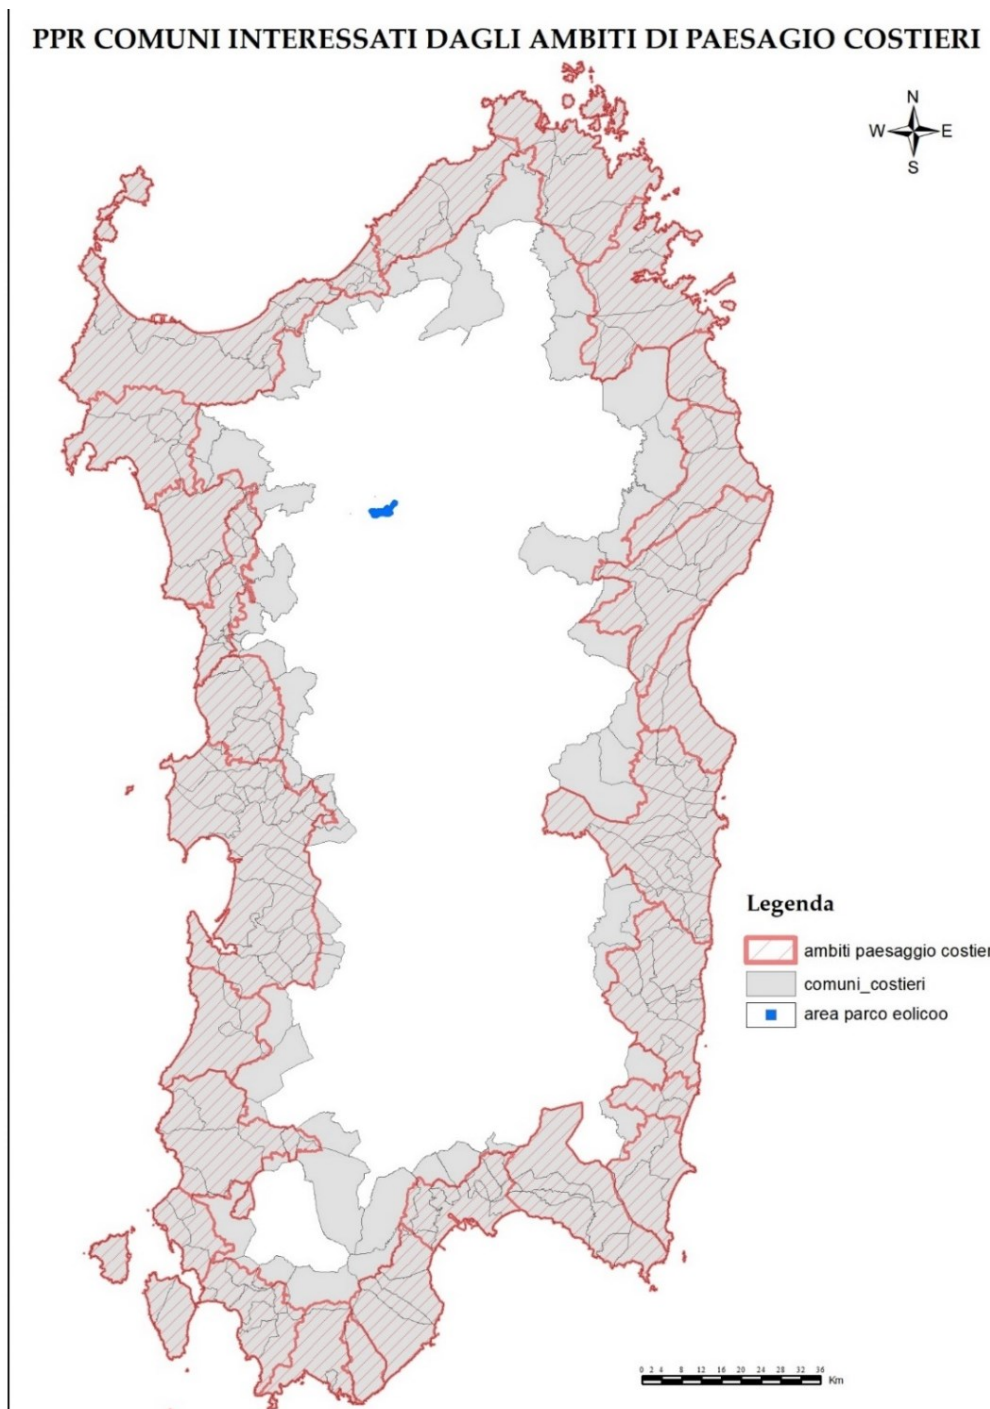 PPR COMUNI INTERESSATI DAGLI AMBITI DI PAESAGIO COSTIERI
N
W E
S
Legenda
ambiti paesaggio costier
comuni_costieri
area parco eolicoo
0 2 4 8 12 16 20 24 28 32 36
Km